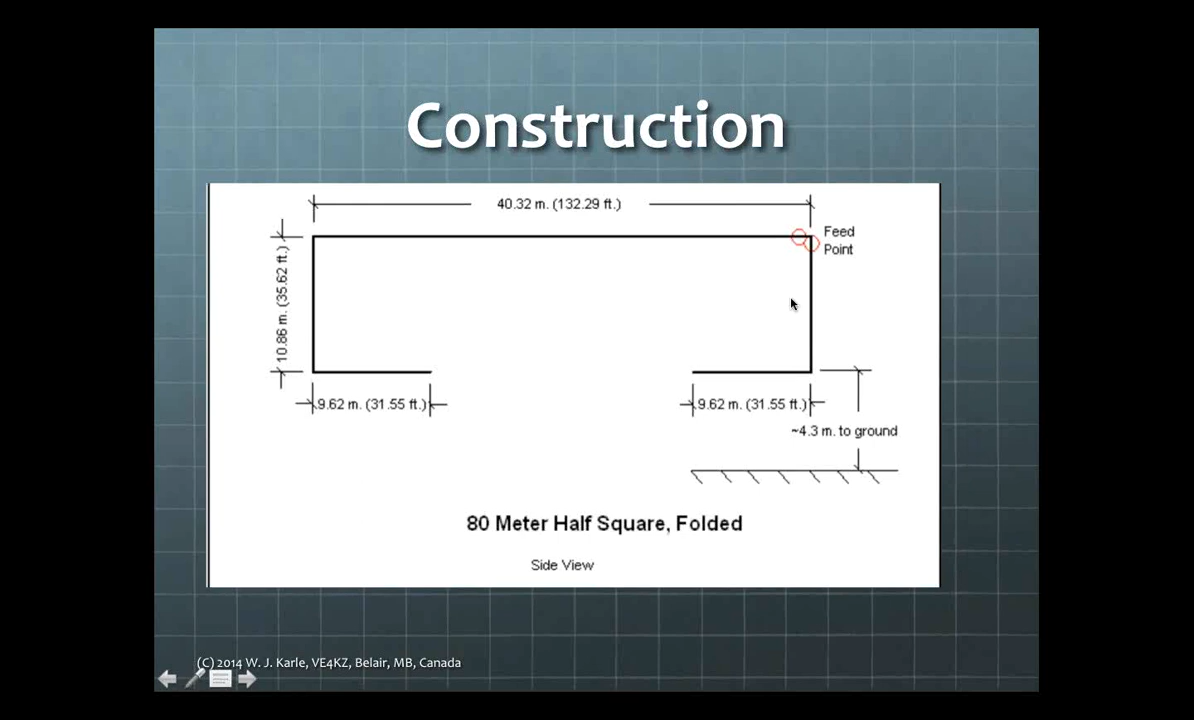 Construction
40.32 m. (132.29 ft.)
Feed
Point
10.86 m. (35.62 ft.)
9.62 m. (31.55 ft.)
9.62 m. (31.55 ft.)
~4.3 m. to ground
80 Meter Half Square, Folded
Side View
(C) 2014 W. J. Karle, VE4KZ, Belair, MB, Canada